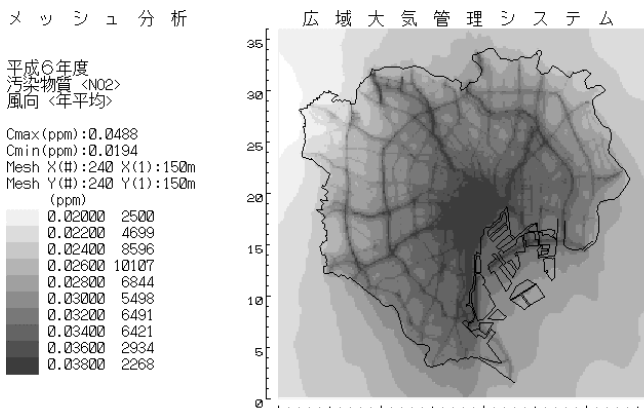 メッシュ分析
広域大気管理システム
平成6年度
汚染物質 <NO2>
風向 <年平均>
Cmax(ppm):0.0488
Cmin(ppm):0.0194
Mesh X(#):240 X(1):150m
Mesh Y(#):240 Y(1):150m
(ppm)
0.02000 2500
0.02200 4699
0.02400 8596
0.02600 10107
0.02800 6844
0.03000 5498
0.03200 6491
0.03400 6421
0.03600 2934
0.03800 2268
35
30
25
20
15
10
5
0